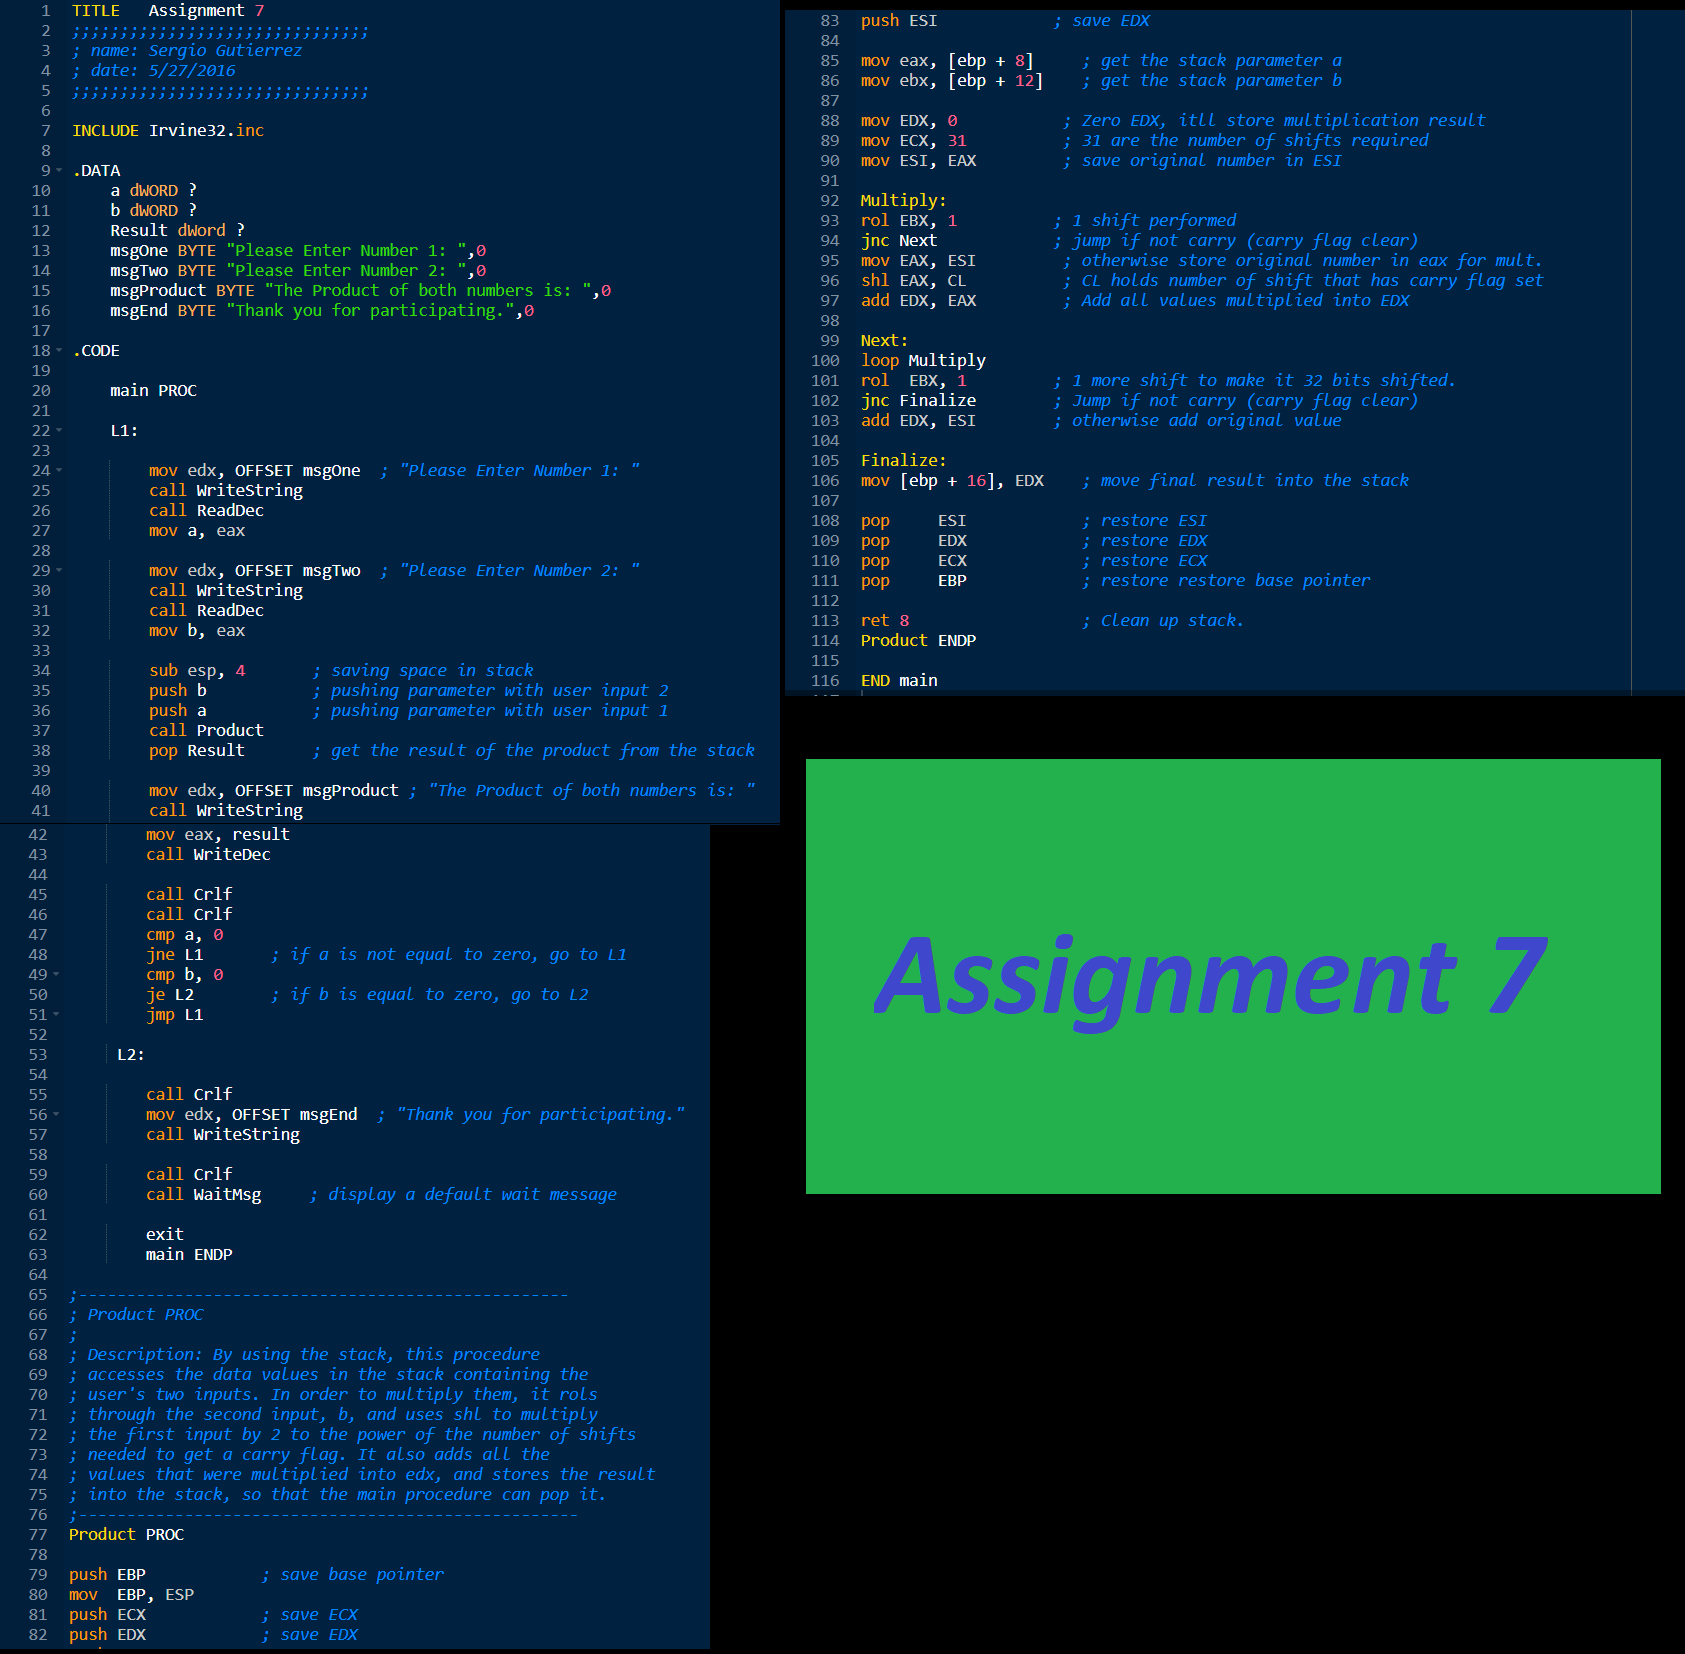 1 TITLE   Assignment 7
2 ;;;;;;;;;;;;;;;;;;;;;;;;;;;;;;;
3 ; name: Sergio Gutierrez
4 ; date: 5/27/2016
5 ;;;;;;;;;;;;;;;;;;;;;;;;;;;;;;;
6
7 INCLUDE Irvine32.inc
8
9 .DATA
10     a dWORD ?
11     b dWORD ?
12     Result dWord ?
13     msgOne BYTE "Please Enter Number 1: ",0
14     msgTwo BYTE "Please Enter Number 2: ",0
15     msgProduct BYTE "The Product of both numbers is: ",0
16     msgEnd BYTE "Thank you for participating.",0
17
18 .CODE
19
20     main PROC
21
22     L1:
23
24         mov edx, OFFSET msgOne  ; "Please Enter Number 1: "
25         call WriteString
26         call ReadDec
27         mov a, eax
28
29         mov edx, OFFSET msgTwo  ; "Please Enter Number 2: "
30         call WriteString
31         call ReadDec
32         mov b, eax
33
34         sub esp, 4       ; saving space in stack
35         push b           ; pushing parameter with user input 2
36         push a           ; pushing parameter with user input 1
37         call Product
38         pop Result       ; get the result of the product from the stack
39
40         mov edx, OFFSET msgProduct ; "The Product of both numbers is: "
41         call WriteString
42         mov eax, result
43         call WriteDec
44
45         call Crlf
46         call Crlf
47         cmp a, 0
48         jne L1       ; if a is not equal to zero, go to L1
49         cmp b, 0
50         je L2        ; if b is equal to zero, go to L2
51         jmp L1
52
53      L2:
54
55         call Crlf
56         mov edx, OFFSET msgEnd  ; "Thank you for participating."
57         call WriteString
58
59         call Crlf
60         call WaitMsg     ; display a default wait message
61
62         exit
63         main ENDP
64
65 ;---------------------------------------------------
66 ; Product PROC
67 ;
68 ; Description: By using the stack, this procedure
69 ; accesses the data values in the stack containing the
70 ; user's two inputs. In order to multiply them, it rols
71 ; through the second input, b, and uses shl to multiply
72 ; the first input by 2 to the power of the number of shifts
73 ; needed to get a carry flag. It also adds all the
74 ; values that were multiplied into edx, and stores the result
75 ; into the stack, so that the main procedure can pop it.
76 ;----------------------------------------------------
77 Product PROC
78
79 push EBP            ; save base pointer
80 mov  EBP, ESP
81 push ECX            ; save ECX
82 push EDX            ; save EDX
83 push ESI            ; save EDX
84
85 mov eax, [ebp + 8]     ; get the stack parameter a
86 mov ebx, [ebp + 12]    ; get the stack parameter b
87
88 mov EDX, 0           ; Zero EDX, itll store multiplication result
89 mov ECX, 31          ; 31 are the number of shifts required
90 mov ESI, EAX         ; save original number in ESI
91
92 Multiply:
93 rol EBX, 1          ; 1 shift performed
94 jnc Next            ; jump if not carry (carry flag clear)
95 mov EAX, ESI         ; otherwise store original number in eax for mult.
96 shl EAX, CL          ; CL holds number of shift that has carry flag set
97 add EDX, EAX         ; Add all values multiplied into EDX
98
99 Next:
100 loop Multiply
101 rol  EBX, 1         ; 1 more shift to make it 32 bits shifted.
102 jnc Finalize        ; Jump if not carry (carry flag clear)
103 add EDX, ESI        ; otherwise add original value
104
105 Finalize:
106 mov [ebp + 16], EDX    ; move final result into the stack
107
108 pop     ESI            ; restore ESI
109 pop     EDX            ; restore EDX
110 pop     ECX            ; restore ECX
111 pop     EBP            ; restore restore base pointer
112
113 ret 8                  ; Clean up stack.
114 Product ENDP
115
116 END main
Assignment 7